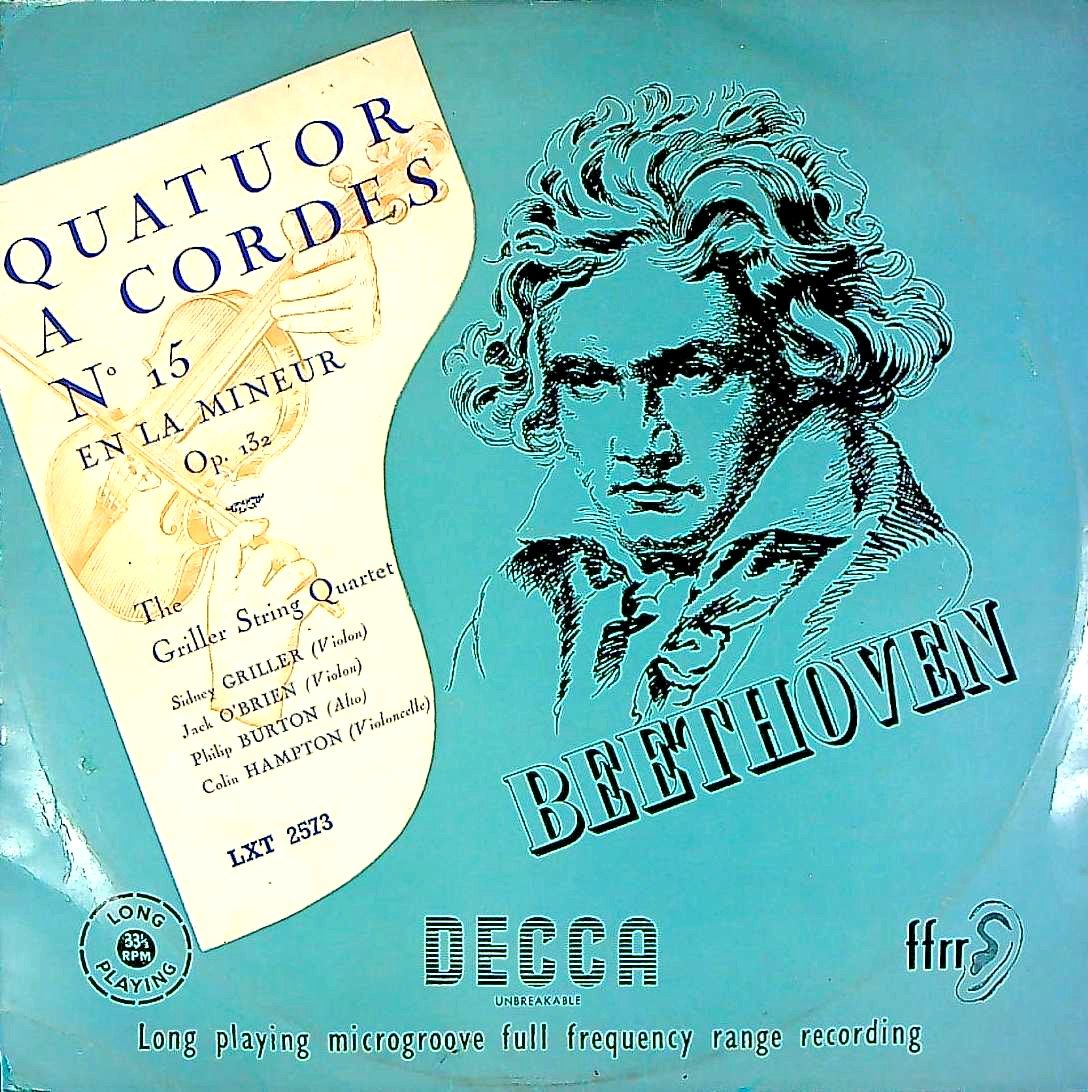 QUATUOR
A CORDES
N° 15
EN LA MINEUR
Op. 132
The
Griller String Quartet
Sidney GRILLER (Violon)
Jack O'BRIEN (Violon)
Philip BURTON (Alto)
Colin HAMPTON (Violoncelle)
LXT 2573
BEETHOVEN
LONG
33⅓
RPM
PLAYING
DECCA
UNBREAKABLE
ffrr
Long playing microgroove full frequency range recording